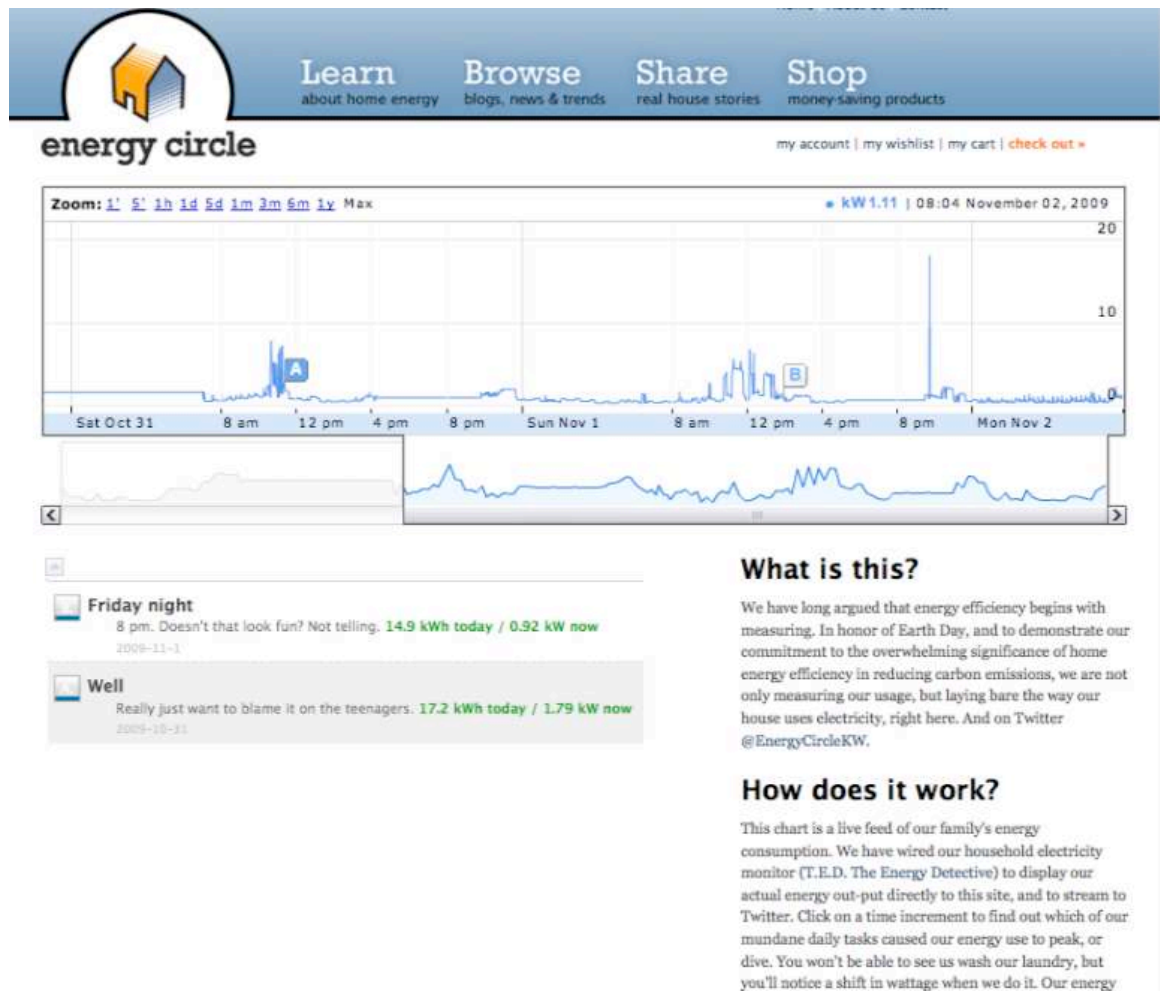 Learn
about home energy
Browse
blogs, news & trends
Share
real house stories
Shop
money-saving products
energy circle
my account | my wishlist | my cart | check out »
Zoom: 1' 5' 1h 1d 5d 1m 3m 6m 1y Max
kW 1.11 | 08:04 November 02, 2009
20
10
0
A
B
Sat Oct 31 8 am 12 pm 4 pm 8 pm Sun Nov 1 8 am 12 pm 4 pm 8 pm Mon Nov 2
Friday night
8 pm. Doesn't that look fun? Not telling. 14.9 kWh today / 0.92 kW now
2009-11-1
Well
Really just want to blame it on the teenagers. 17.2 kWh today / 1.79 kW now
2009-10-31
What is this?
We have long argued that energy efficiency begins with
measuring. In honor of Earth Day, and to demonstrate our
commitment to the overwhelming significance of home
energy efficiency in reducing carbon emissions, we are not
only measuring our usage, but laying bare the way our
house uses electricity, right here. And on Twitter
@EnergyCircleKW.
How does it work?
This chart is a live feed of our family's energy
consumption. We have wired our household electricity
monitor (T.E.D. The Energy Detective) to display our
actual energy out-put directly to this site, and to stream to
Twitter. Click on a time increment to find out which of our
mundane daily tasks caused our energy use to peak, or
dive. You won't be able to see us wash our laundry, but
you'll notice a shift in wattage when we do it. Our energy